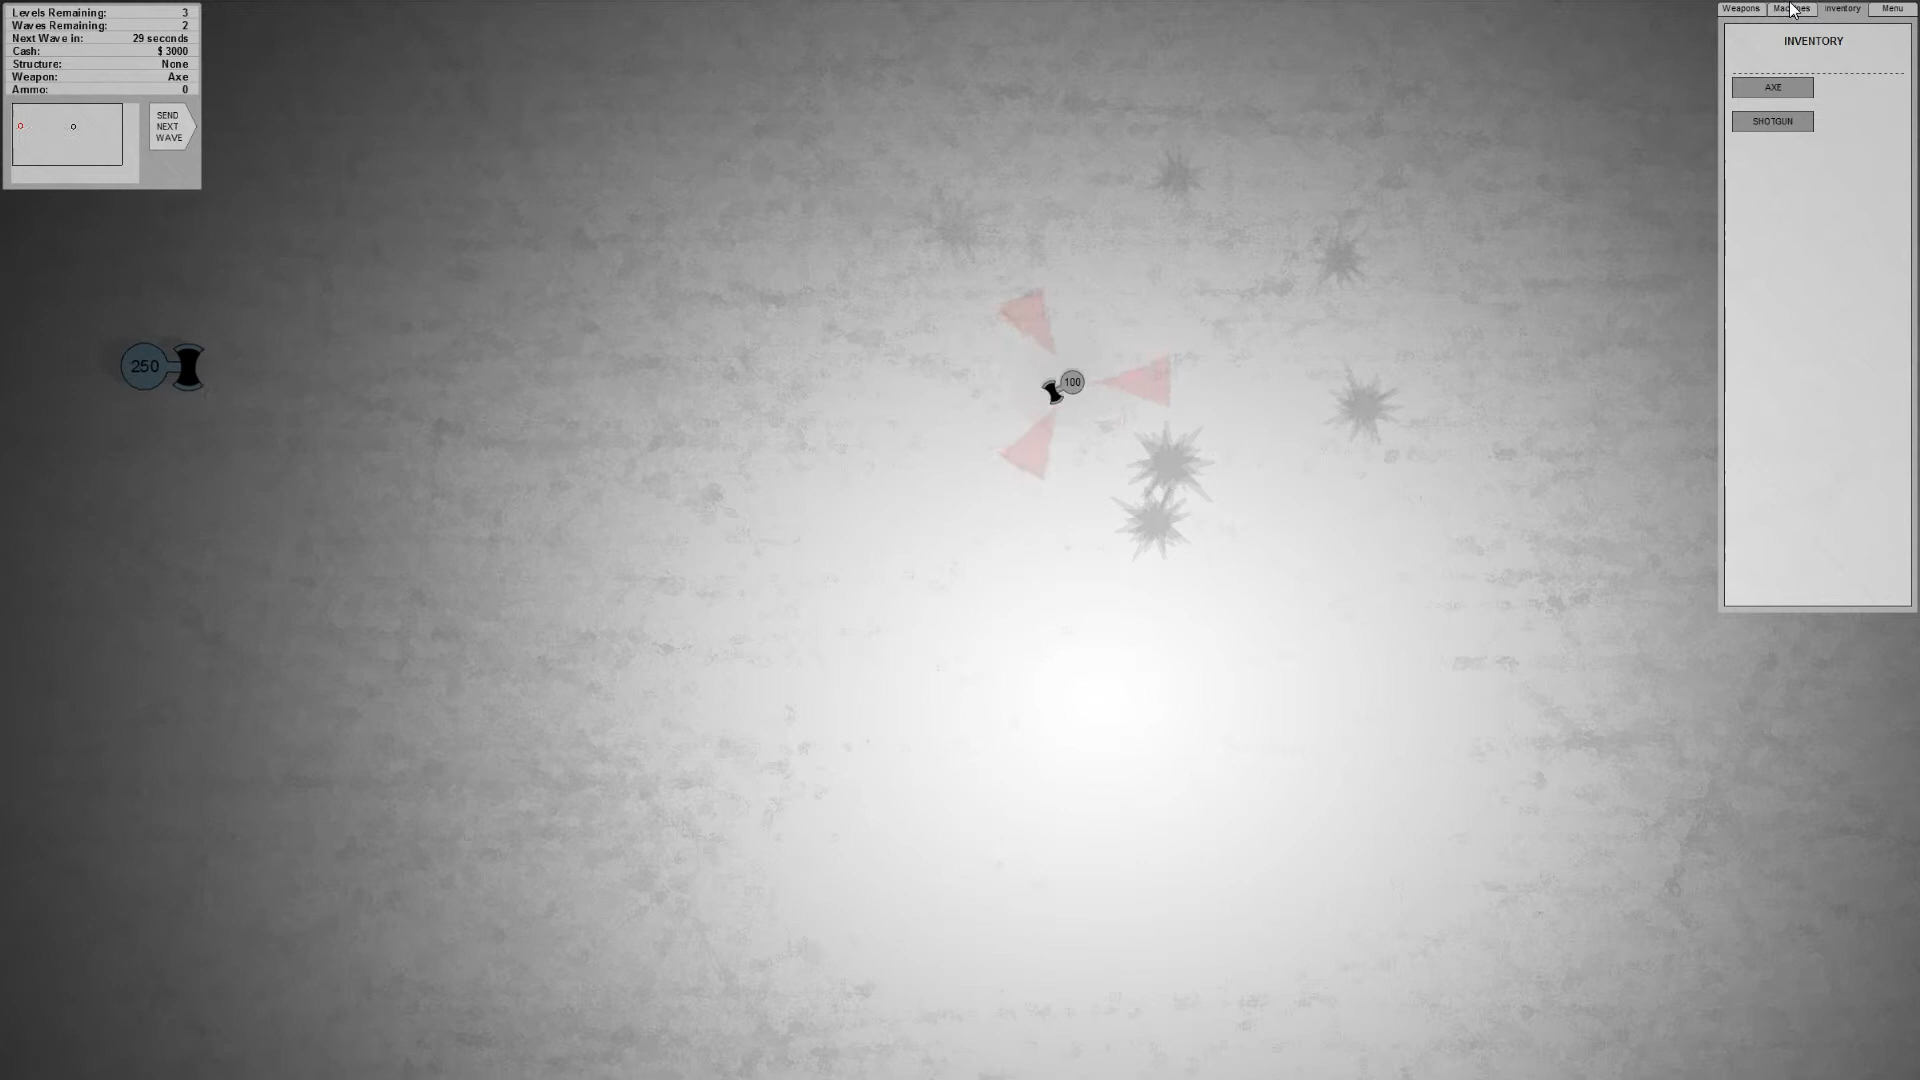 Levels Remaining: 3
Waves Remaining: 2
Next Wave in: 29 seconds
Cash: $ 3000
Structure: None
Weapon: Axe
Ammo: 0
SEND
NEXT
WAVE
Weapons Inventory Menu
INVENTORY
AXE
SHOTGUN
250
100